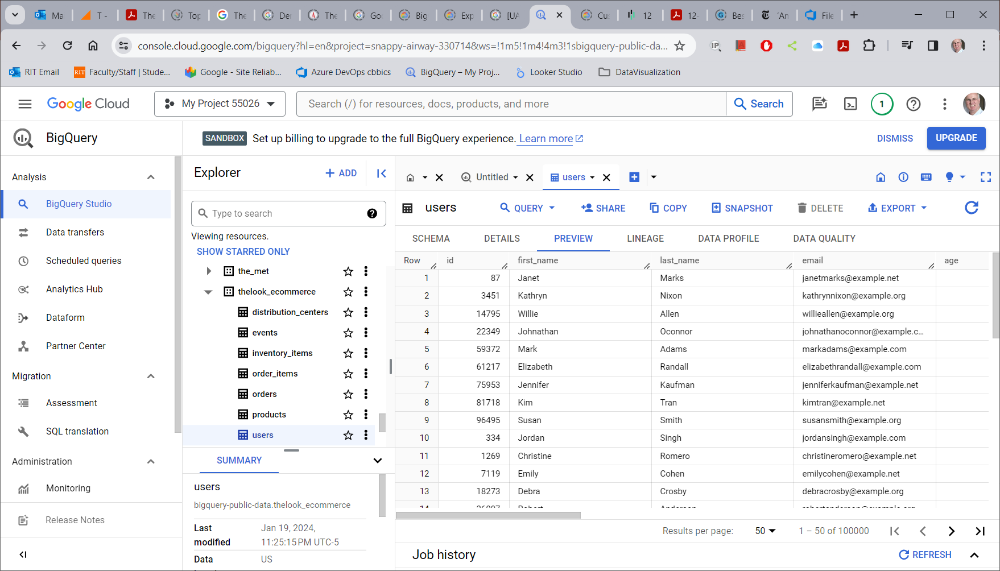 Ma
T -
The
Top
The
Der
The
Goo
Big
Exp
[UA
Cu
12
12-
Bes
'An
File
console.cloud.google.com/bigquery?hl=en&project=snappy-airway-330714&ws=!1m5!1m4!4m3!1sbigquery-public-da...
RIT Email
RIT
Faculty/Staff | Stude...
Google - Site Reliab...
Azure DevOps cbbics
BigQuery – My Proj...
Looker Studio
DataVisualization
Google Cloud
My Project 55026
Search (/) for resources, docs, products, and more
Search
1
BigQuery
SANDBOX Set up billing to upgrade to the full BigQuery experience. Learn more
DISMISS
UPGRADE
Analysis
BigQuery Studio
Data transfers
Scheduled queries
Analytics Hub
Dataform
Partner Center
Migration
Assessment
SQL translation
Administration
Monitoring
Release Notes
Explorer
+ ADD
Type to search
Viewing resources.
SHOW STARRED ONLY
the_met
thelook_ecommerce
distribution_centers
events
inventory_items
order_items
orders
products
users
SUMMARY
users
bigquery-public-data.thelook_ecommerce
Last modified Jan 19, 2024, 11:25:15 PM UTC-5
Data US
Untitled
users
users
QUERY
SHARE
COPY
SNAPSHOT
DELETE
EXPORT
SCHEMA DETAILS PREVIEW LINEAGE DATA PROFILE DATA QUALITY
Row id first_name last_name email age
1 87 Janet Marks janetmarks@example.net
2 3451 Kathryn Nixon kathrynnixon@example.org
3 14795 Willie Allen willieallen@example.org
4 22349 Johnathan Oconnor johnathanoconnor@example.c...
5 59372 Mark Adams markadams@example.com
6 61217 Elizabeth Randall elizabethrandall@example.com
7 75953 Jennifer Kaufman jenniferkaufman@example.net
8 81718 Kim Tran kimtran@example.net
9 96495 Susan Smith susansmith@example.org
10 334 Jordan Singh jordansingh@example.com
11 1269 Christine Romero christineromero@example.net
12 7119 Emily Cohen emilycohen@example.net
13 18273 Debra Crosby debracrosby@example.org
Results per page: 50 1 – 50 of 100000
Job history
REFRESH